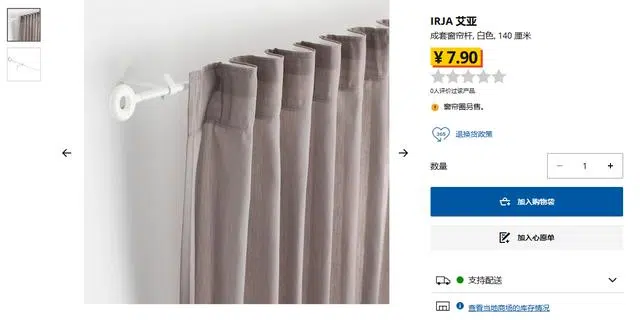 IRJA 艾亚
成套窗帘杆, 白色, 140 厘米
¥ 7.90
0人评价过该产品
窗帘圈另售。
365
退换货政策
数量
− 1 +
加入购物袋
加入心愿单
支持配送
查看当地商场的库存情况